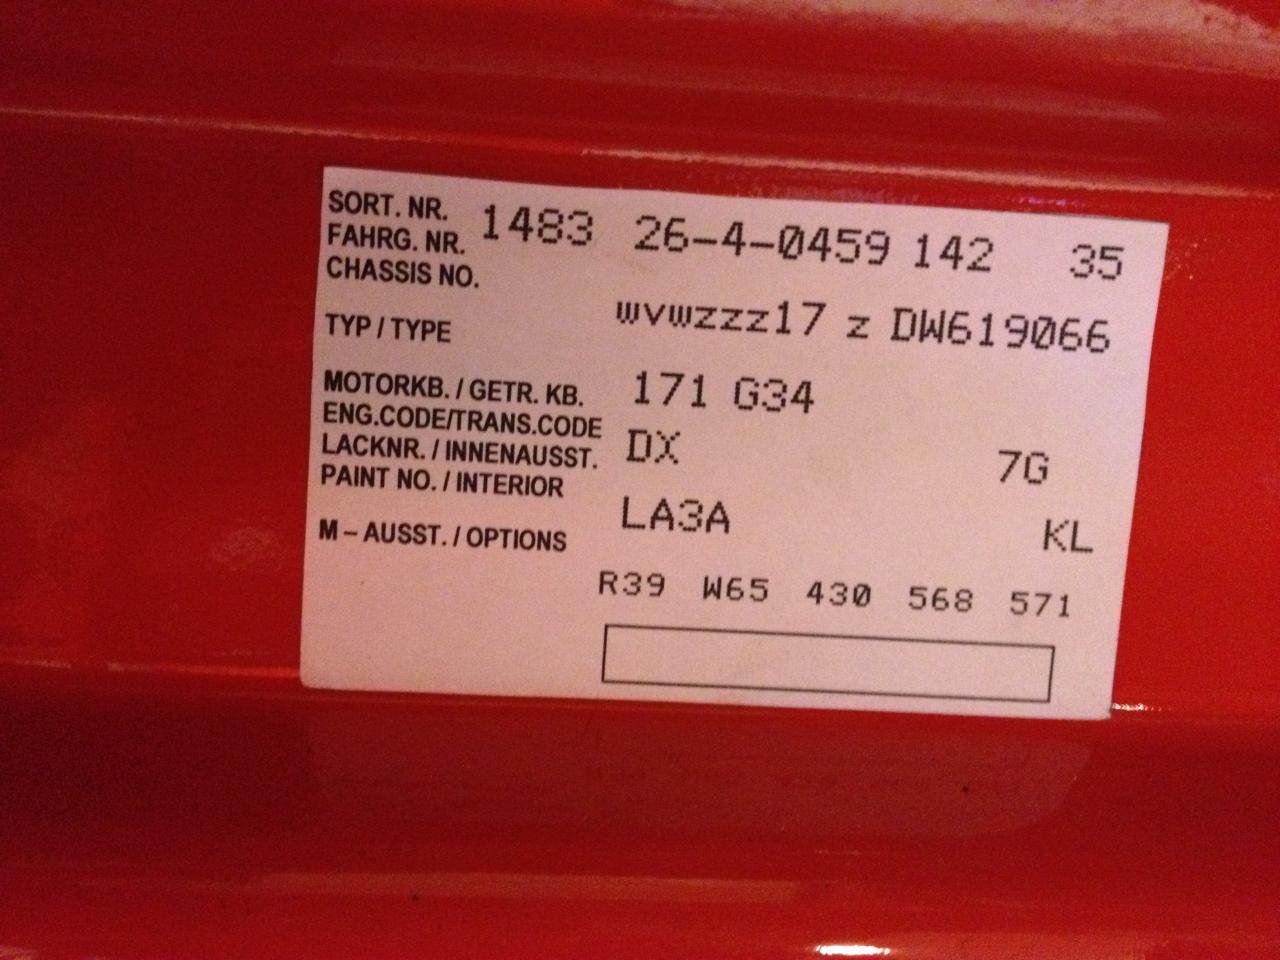 SORT. NR.
FAHRG. NR.
CHASSIS NO.
1483 26-4-0459 142 35
wvwzzz17 z DW619066
TYP / TYPE
171 G34
MOTORKB. / GETR. KB.
ENG.CODE/TRANS.CODE
DX 7G
LACKNR. / INNENAUSST.
PAINT NO. / INTERIOR
LA3A KL
M – AUSST. / OPTIONS
R39 W65 430 568 571